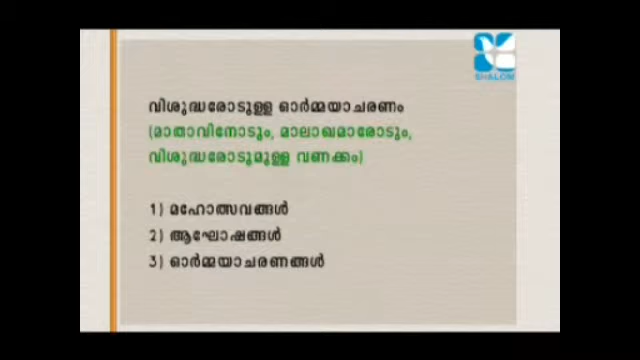 SHALOM
വിശുദ്ധരോടുള്ള ഓർമ്മയാചരണം
(മാതാവിനോടും, മാലാഖമാരോടും,
വിശുദ്ധരോടുമുള്ള വണക്കം)
1) മഹോത്സവങ്ങൾ
2) ആഘോഷങ്ങൾ
3) ഓർമ്മയാചരണങ്ങൾ